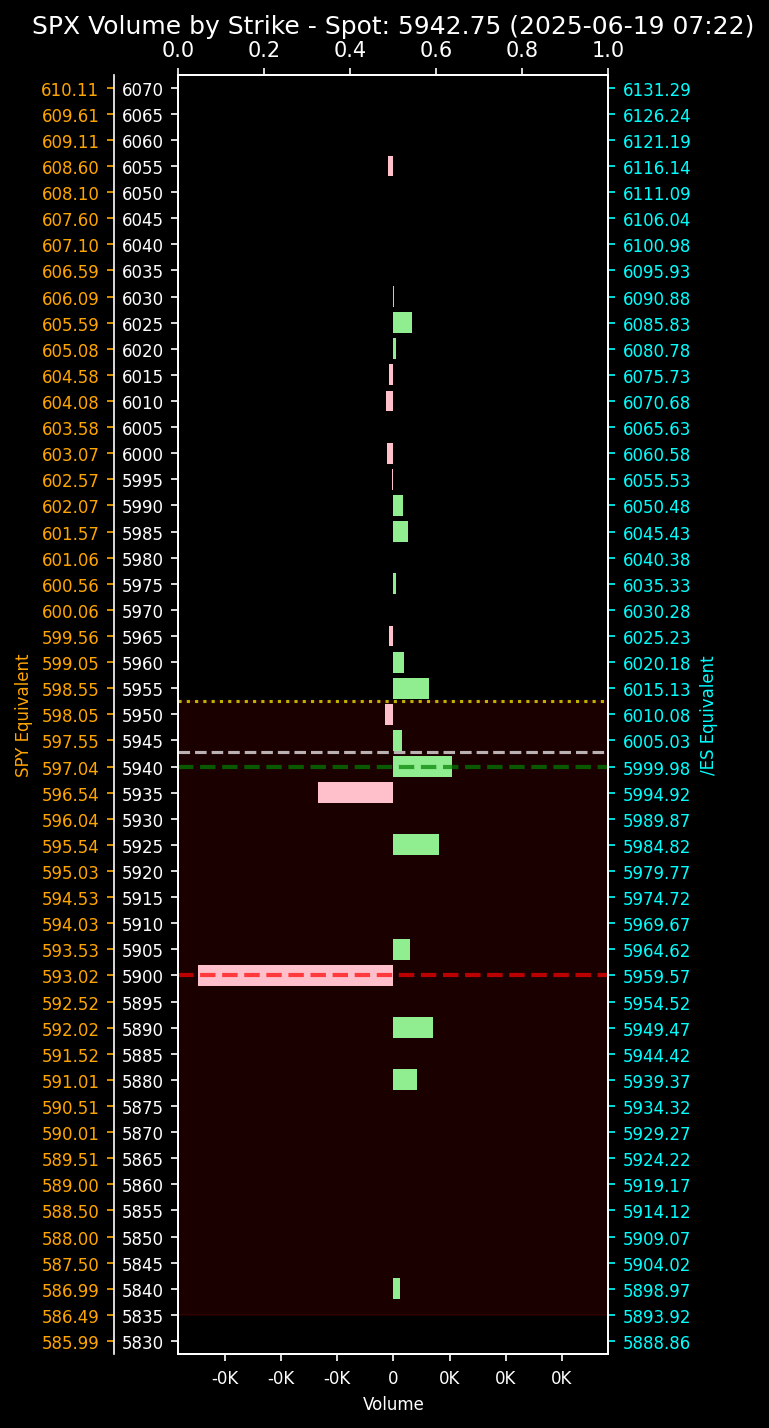 SPX Volume by Strike - Spot: 5942.75 (2025-06-19 07:22)
0.0 0.2 0.4 0.6 0.8 1.0
610.11 6070 6131.29
609.61 6065 6126.24
609.11 6060 6121.19
608.60 6055 6116.14
608.10 6050 6111.09
607.60 6045 6106.04
607.10 6040 6100.98
606.59 6035 6095.93
606.09 6030 6090.88
605.59 6025 6085.83
605.08 6020 6080.78
604.58 6015 6075.73
604.08 6010 6070.68
603.58 6005 6065.63
603.07 6000 6060.58
602.57 5995 6055.53
602.07 5990 6050.48
601.57 5985 6045.43
601.06 5980 6040.38
600.56 5975 6035.33
600.06 5970 6030.28
599.56 5965 6025.23
599.05 5960 6020.18
598.55 5955 6015.13
598.05 5950 6010.08
597.55 5945 6005.03
597.04 5940 5999.98
596.54 5935 5994.92
596.04 5930 5989.87
595.54 5925 5984.82
595.03 5920 5979.77
594.53 5915 5974.72
594.03 5910 5969.67
593.53 5905 5964.62
593.02 5900 5959.57
592.52 5895 5954.52
592.02 5890 5949.47
591.52 5885 5944.42
591.01 5880 5939.37
590.51 5875 5934.32
590.01 5870 5929.27
589.51 5865 5924.22
589.00 5860 5919.17
588.50 5855 5914.12
588.00 5850 5909.07
587.50 5845 5904.02
586.99 5840 5898.97
586.49 5835 5893.92
585.99 5830 5888.86
SPY Equivalent
/ES Equivalent
-0K -0K -0K 0 0K 0K 0K
Volume